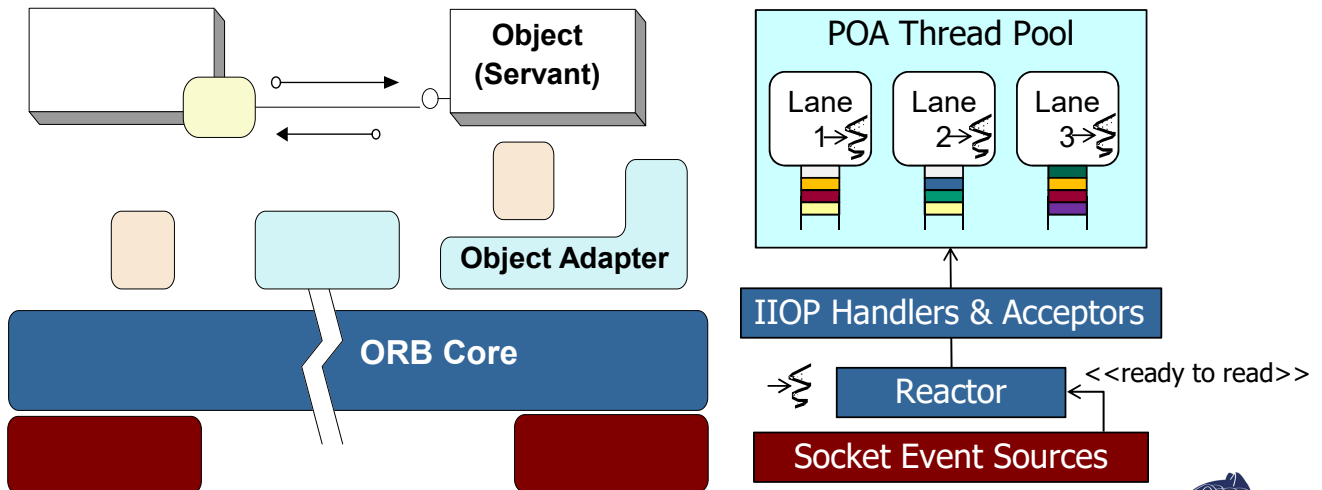 Object
(Servant)
Object Adapter
ORB Core
POA Thread Pool
Lane
1
Lane
2
Lane
3
IIOP Handlers & Acceptors
Reactor
<<ready to read>>
Socket Event Sources